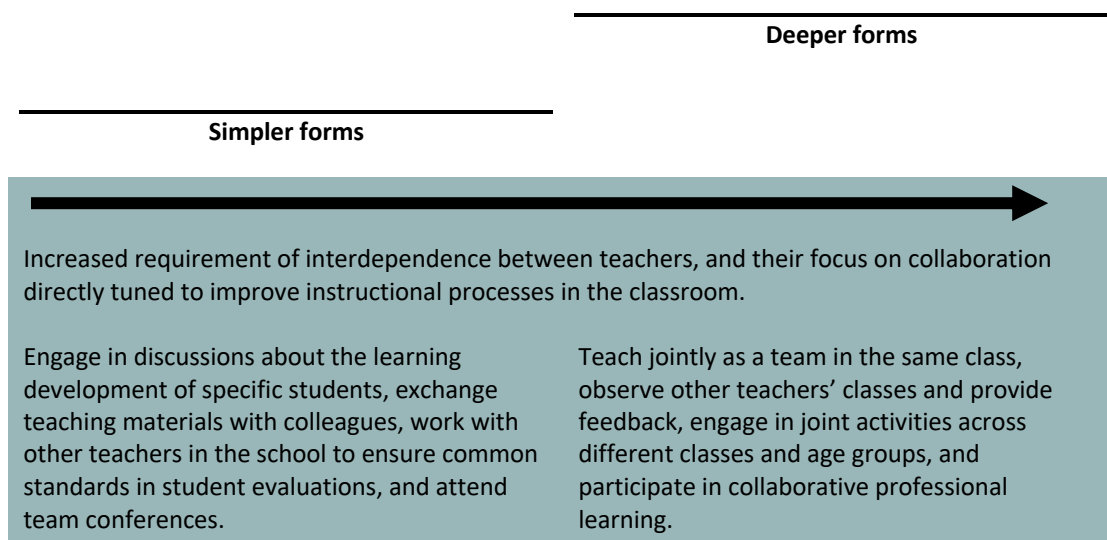 Deeper forms
Simpler forms
Increased requirement of interdependence between teachers, and their focus on collaboration
directly tuned to improve instructional processes in the classroom.
Engage in discussions about the learning
development of specific students, exchange
teaching materials with colleagues, work with
other teachers in the school to ensure common
standards in student evaluations, and attend
team conferences.
Teach jointly as a team in the same class,
observe other teachers’ classes and provide
feedback, engage in joint activities across
different classes and age groups, and
participate in collaborative professional
learning.